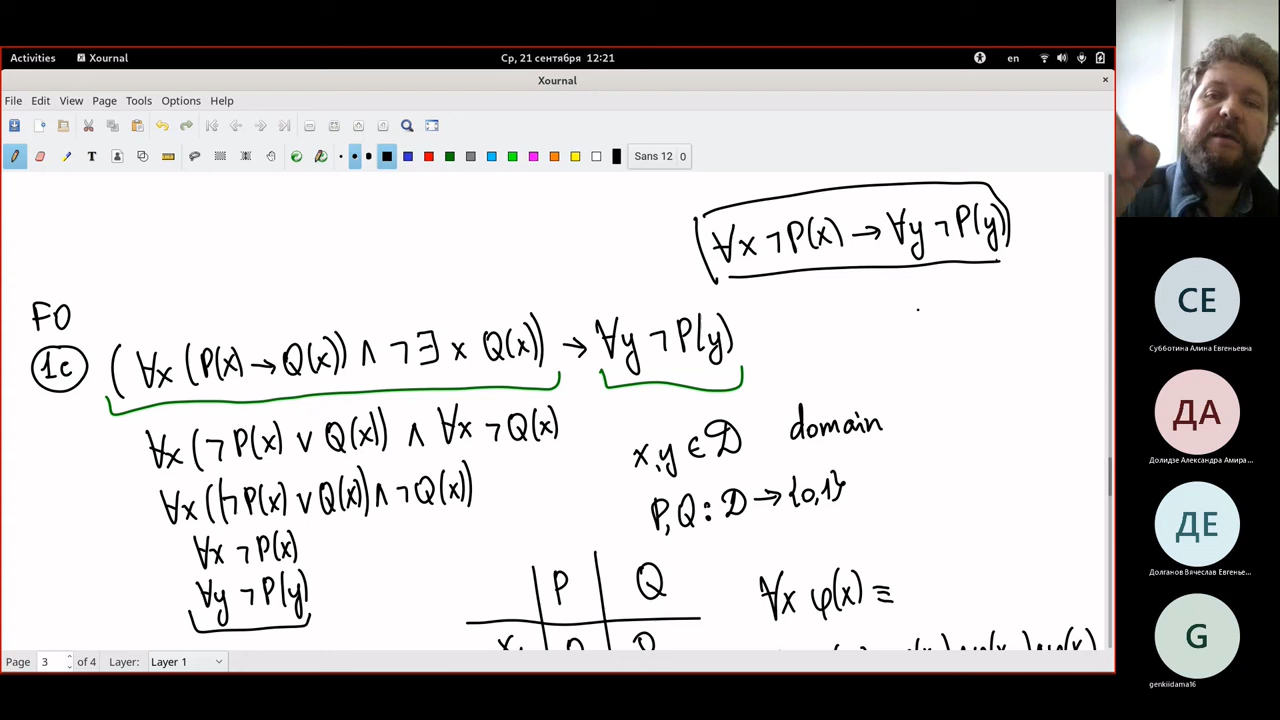 Activities Xournal Ср, 21 сентября 12:21 en
Xournal ×
File Edit View Page Tools Options Help
T Sans 12 0
∀x ¬P(x) → ∀y ¬P(y)
FO
1c (∀x (P(x) → Q(x)) ∧ ¬∃x Q(x)) → ∀y ¬P(y)
∀x (¬P(x) ∨ Q(x)) ∧ ∀x ¬Q(x)
x,y ∈ D domain
∀x ((¬P(x) ∨ Q(x)) ∧ ¬Q(x))
P,Q : D → {0,1}
∀x ¬P(x)
∀y ¬P(y)
P Q
∀x φ(x) ≡
Page 3 of 4 Layer: Layer 1
СЕ
Субботина Алина Евгеньевна
ДА
Долидзе Александра Амира...
ДЕ
Долганов Вячеслав Евгенье...
G
genkiidama16